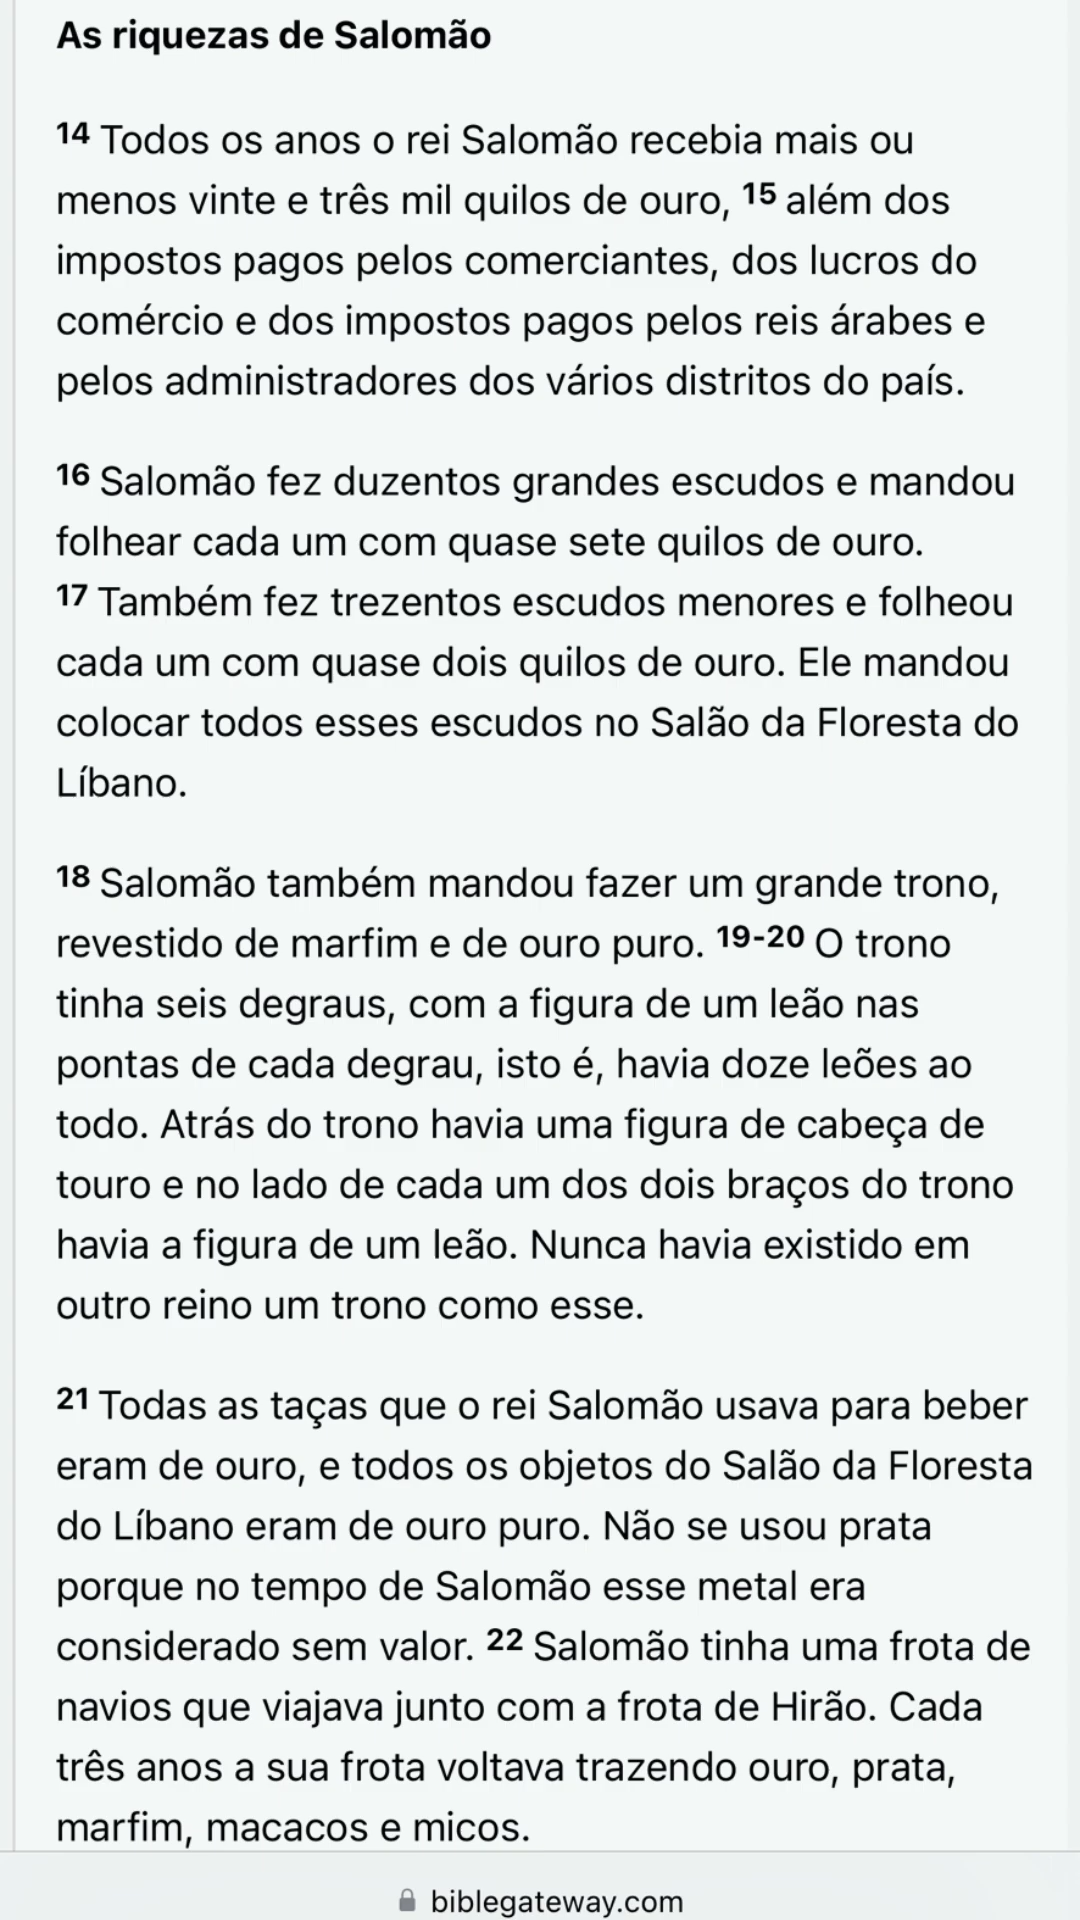 As riquezas de Salomão
14 Todos os anos o rei Salomão recebia mais ou
menos vinte e três mil quilos de ouro, 15 além dos
impostos pagos pelos comerciantes, dos lucros do
comércio e dos impostos pagos pelos reis árabes e
pelos administradores dos vários distritos do país.
16 Salomão fez duzentos grandes escudos e mandou
folhear cada um com quase sete quilos de ouro.
17 Também fez trezentos escudos menores e folheou
cada um com quase dois quilos de ouro. Ele mandou
colocar todos esses escudos no Salão da Floresta do
Líbano.
18 Salomão também mandou fazer um grande trono,
revestido de marfim e de ouro puro. 19-20 O trono
tinha seis degraus, com a figura de um leão nas
pontas de cada degrau, isto é, havia doze leões ao
todo. Atrás do trono havia uma figura de cabeça de
touro e no lado de cada um dos dois braços do trono
havia a figura de um leão. Nunca havia existido em
outro reino um trono como esse.
21 Todas as taças que o rei Salomão usava para beber
eram de ouro, e todos os objetos do Salão da Floresta
do Líbano eram de ouro puro. Não se usou prata
porque no tempo de Salomão esse metal era
considerado sem valor. 22 Salomão tinha uma frota de
navios que viajava junto com a frota de Hirão. Cada
três anos a sua frota voltava trazendo ouro, prata,
marfim, macacos e micos.
biblegateway.com